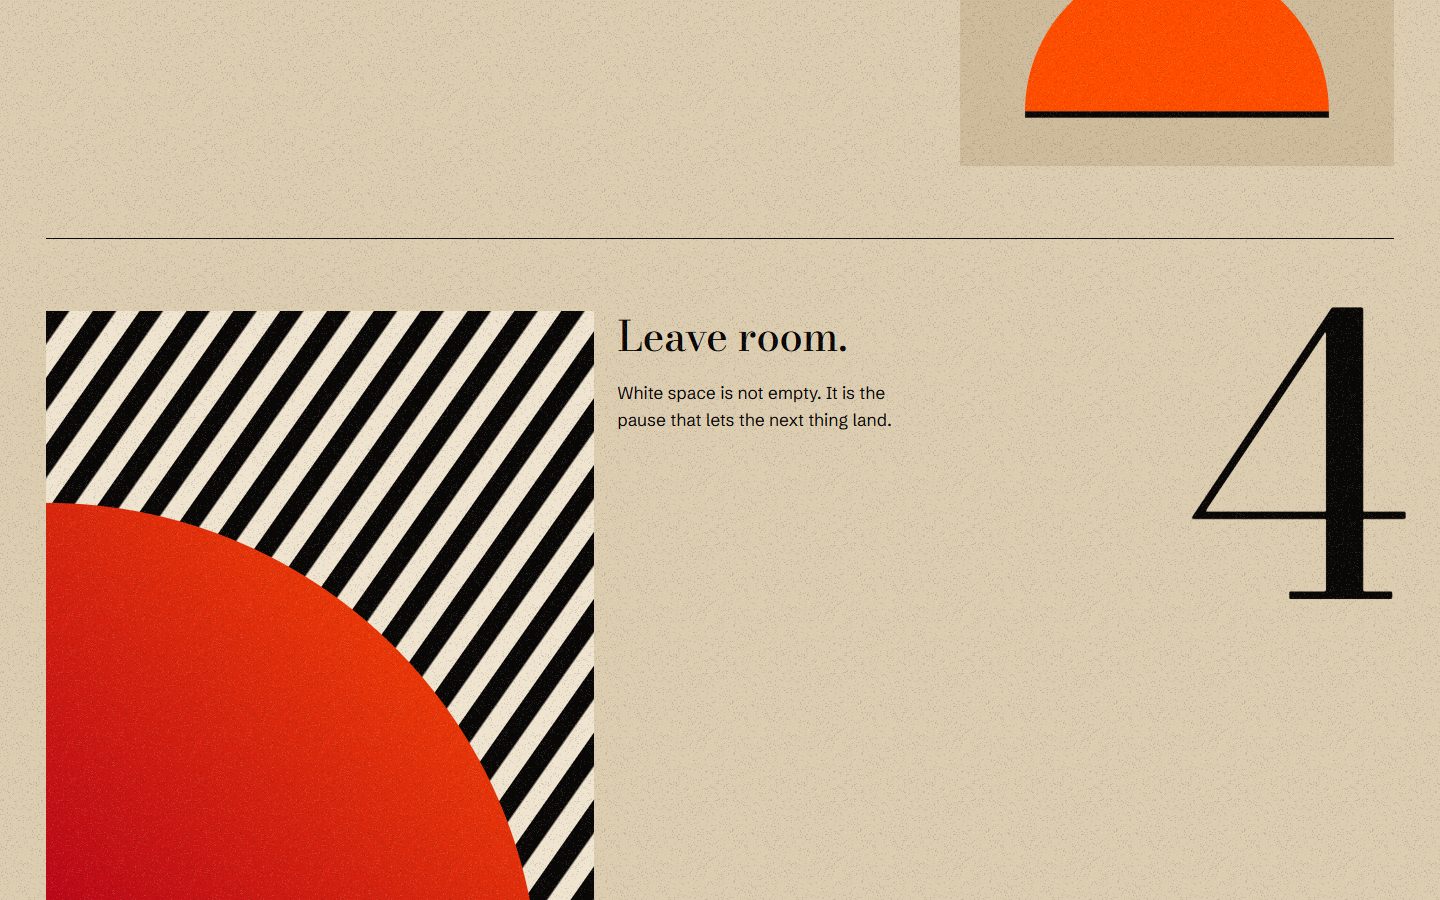 Leave room.
White space is not empty. It is the
pause that lets the next thing land.
4